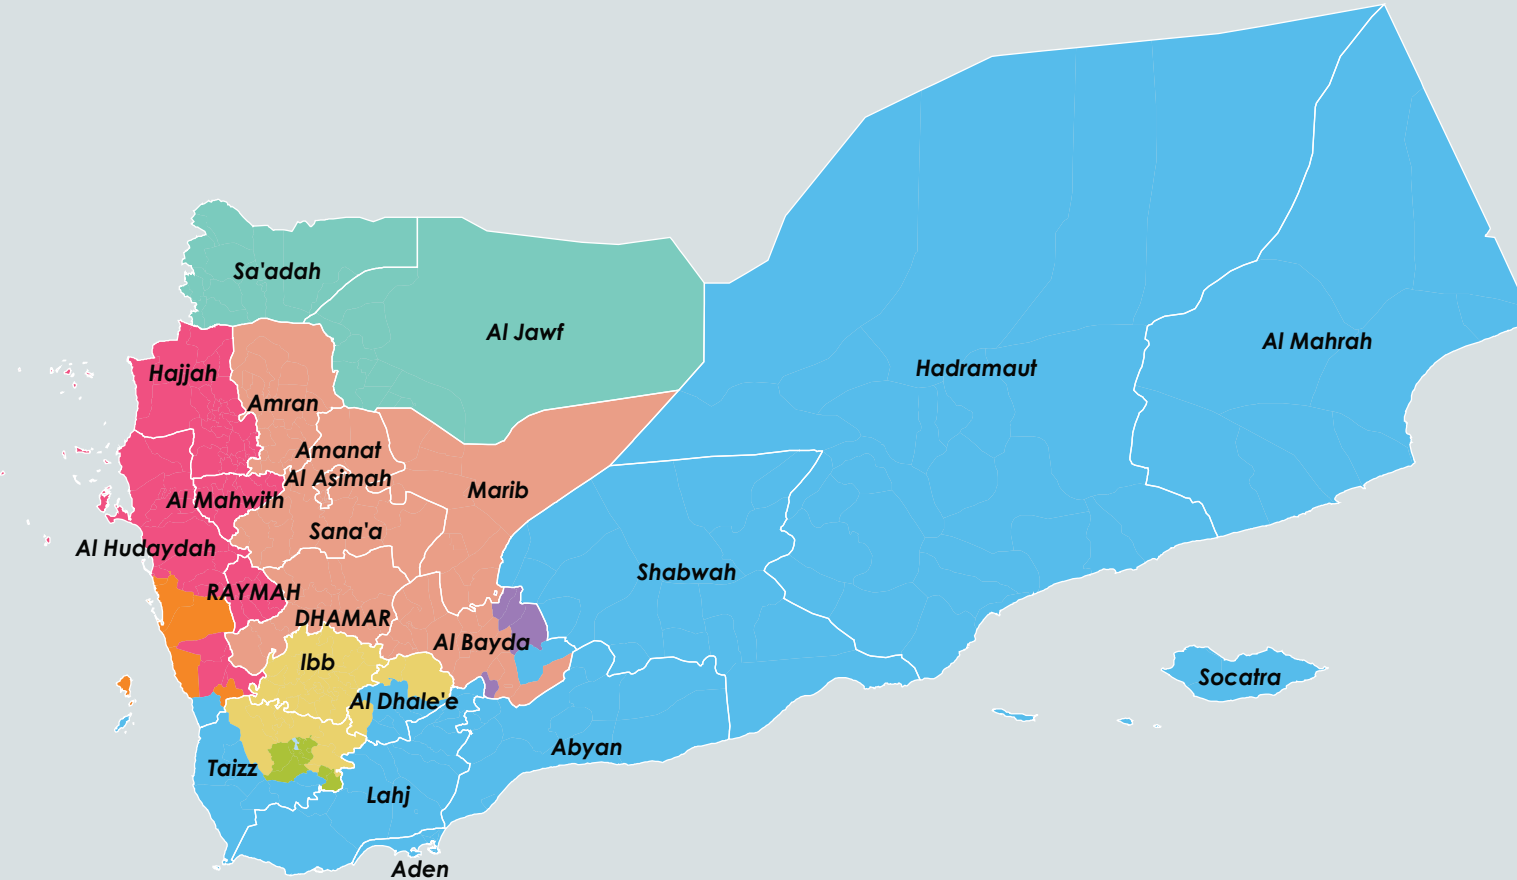 Sa'adah
Al Jawf
Al Mahrah
Hadramaut
Hajjah
Amran
Amanat
Al Asimah
Marib
Al Mahwith
Sana'a
Al Hudaydah
Shabwah
RAYMAH
DHAMAR
Al Bayda
Ibb
Socatra
Al Dhale'e
Abyan
Taizz
Lahj
Aden